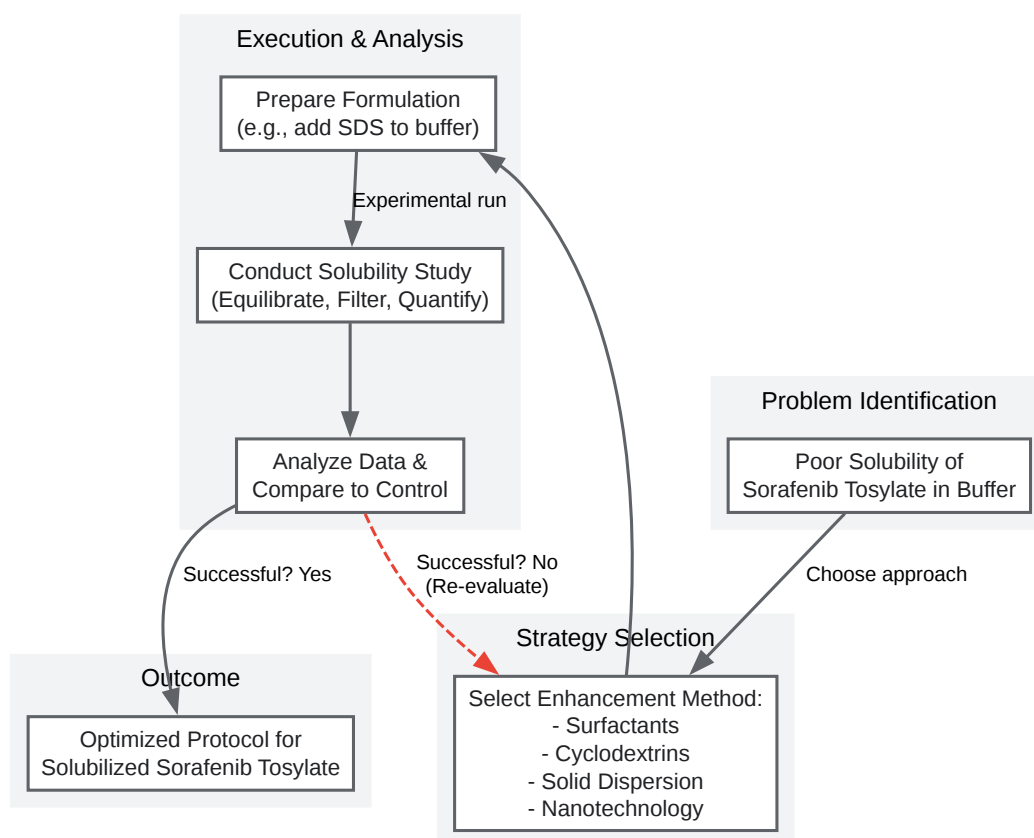 Execution & Analysis
Prepare Formulation
(e.g., add SDS to buffer)
Experimental run
Conduct Solubility Study
(Equilibrate, Filter, Quantify)
Analyze Data &
Compare to Control
Problem Identification
Poor Solubility of
Sorafenib Tosylate in Buffer
Successful? Yes
Successful? No
(Re-evaluate)
Choose approach
Strategy Selection
Select Enhancement Method:
- Surfactants
- Cyclodextrins
- Solid Dispersion
- Nanotechnology
Outcome
Optimized Protocol for
Solubilized Sorafenib Tosylate